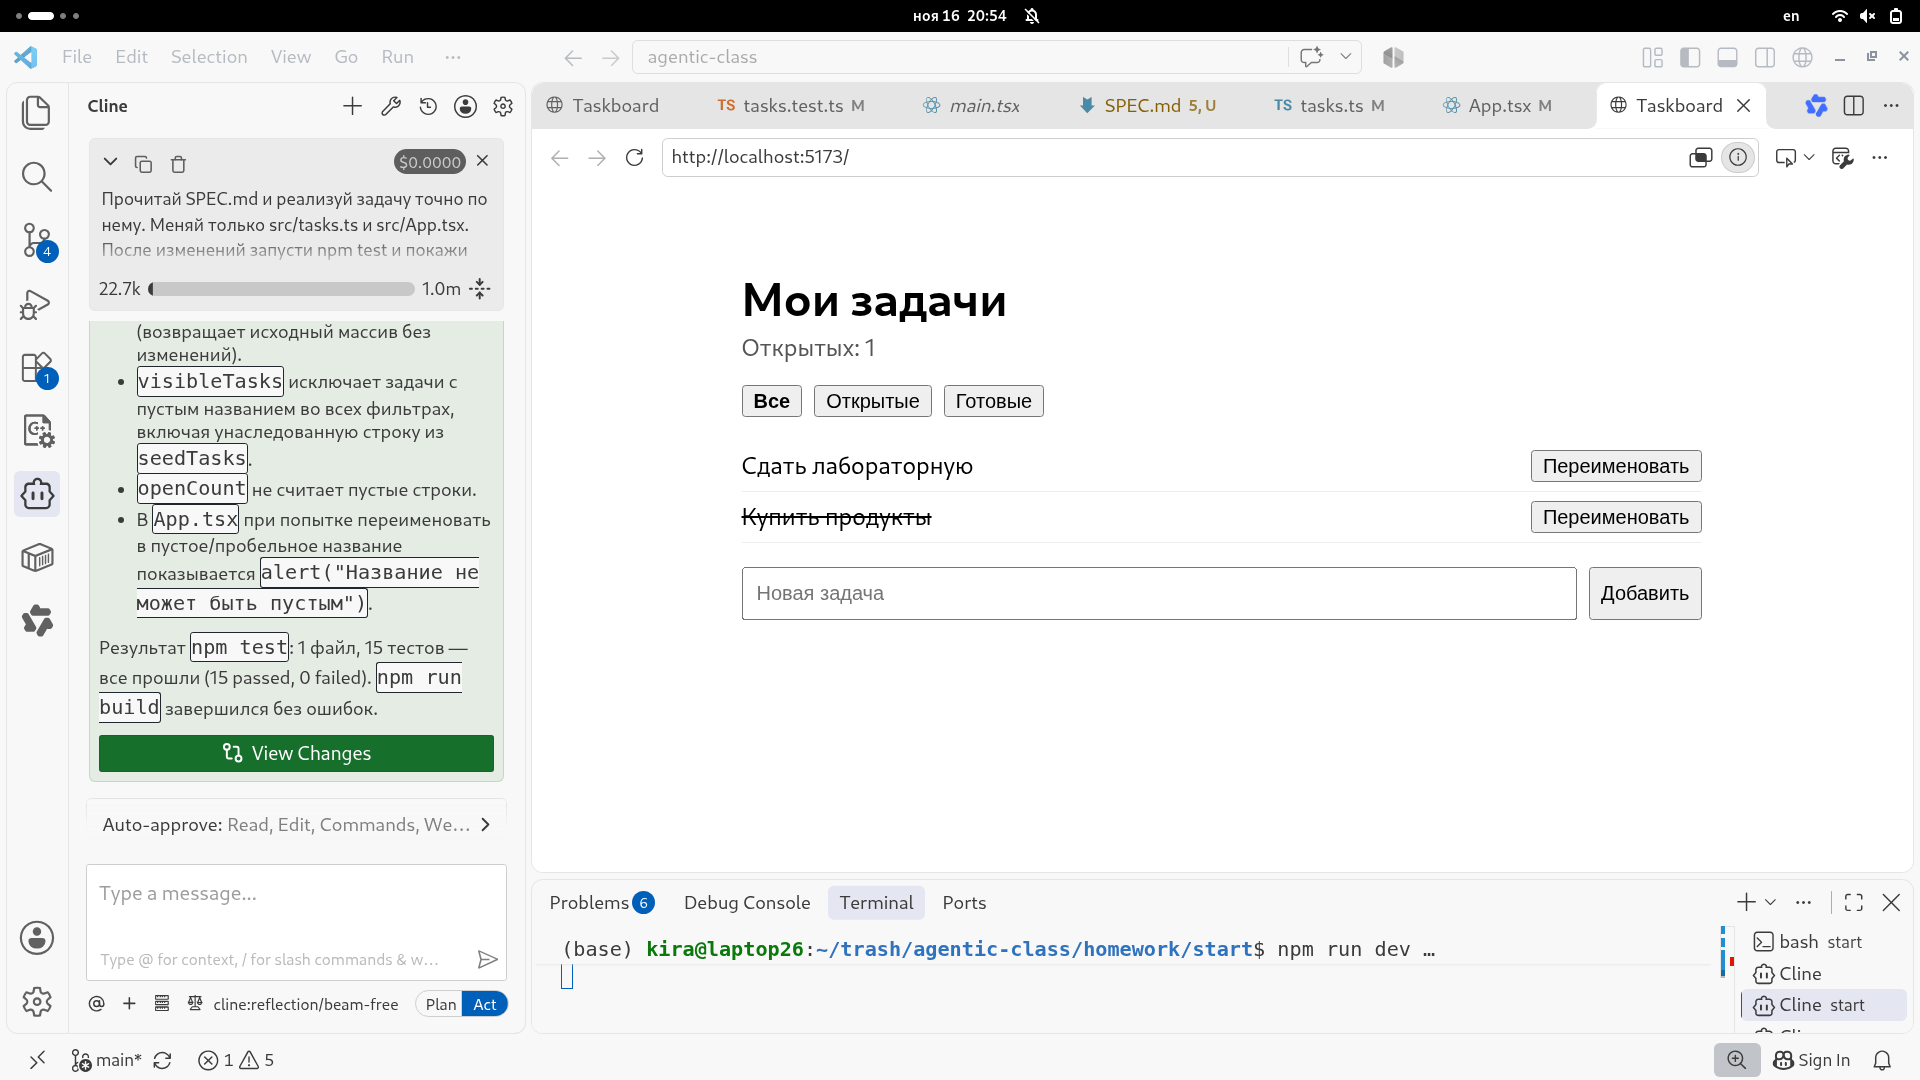 ноя 16 20:54
en
File Edit Selection View Go Run ···
agentic-class
Cline
Taskboard
TS tasks.test.ts M
main.tsx
SPEC.md 5, U
TS tasks.ts M
App.tsx M
Taskboard
$0.0000
Прочитай SPEC.md и реализуй задачу точно по
нему. Меняй только src/tasks.ts и src/App.tsx.
После изменений запусти npm test и покажи
22.7k 1.0m
(возвращает исходный массив без
изменений).
• visibleTasks исключает задачи с
пустым названием во всех фильтрах,
включая унаследованную строку из
seedTasks.
• openCount не считает пустые строки.
• В App.tsx при попытке переименовать
в пустое/пробельное название
показывается alert("Название не
может быть пустым").
Результат npm test: 1 файл, 15 тестов —
все прошли (15 passed, 0 failed). npm run
build завершился без ошибок.
View Changes
Auto-approve: Read, Edit, Commands, We...
Type a message...
Type @ for context, / for slash commands & w...
cline:reflection/beam-free
Plan Act
4
1
http://localhost:5173/
Мои задачи
Открытых: 1
Все Открытые Готовые
Сдать лабораторную Переименовать
Купить продукты Переименовать
Новая задача Добавить
Problems 6 Debug Console Terminal Ports
(base) kira@laptop26:~/trash/agentic-class/homework/start$ npm run dev …
bash start
Cline
Cline start
main* 1 5
Sign In